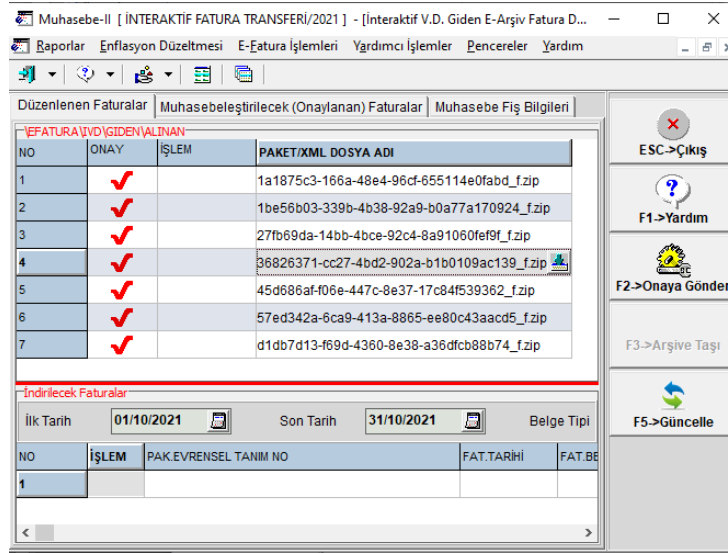 Muhasebe-II [ İNTERAKTİF FATURA TRANSFERİ/2021 ] - [İnteraktif V.D. Giden E-Arşiv Fatura D...
Raporlar Enflasyon Düzeltmesi E-Fatura İşlemleri Yardımcı İşlemler Pencereler Yardım
Düzenlenen Faturalar Muhasebeleştirilecek (Onaylanan) Faturalar Muhasebe Fiş Bilgileri
\EFATURA\IVD\GIDEN\ALINAN
NO ONAY İŞLEM PAKET/XML DOSYA ADI
1 1a1875c3-166a-48e4-96cf-655114e0fabd_f.zip
2 1be56b03-339b-4b38-92a9-b0a77a170924_f.zip
3 27fb69da-14bb-4bce-92c4-8a91060fef9f_f.zip
4 36826371-cc27-4bd2-902a-b1b0109ac139_f.zip
5 45d686af-f06e-447c-8e37-17c84f539362_f.zip
6 57ed342a-6ca9-413a-8865-ee80c43aacd5_f.zip
7 d1db7d13-f69d-4360-8e38-a36dfcb88b74_f.zip
İndirilecek Faturalar
İlk Tarih 01/10/2021 Son Tarih 31/10/2021 Belge Tipi
NO İŞLEM PAK.EVRENSEL TANIM NO FAT.TARİHİ FAT.BE
1
ESC->Çıkış
F1->Yardım
F2->Onaya Gönder
F3->Arşive Taşı
F5->Güncelle